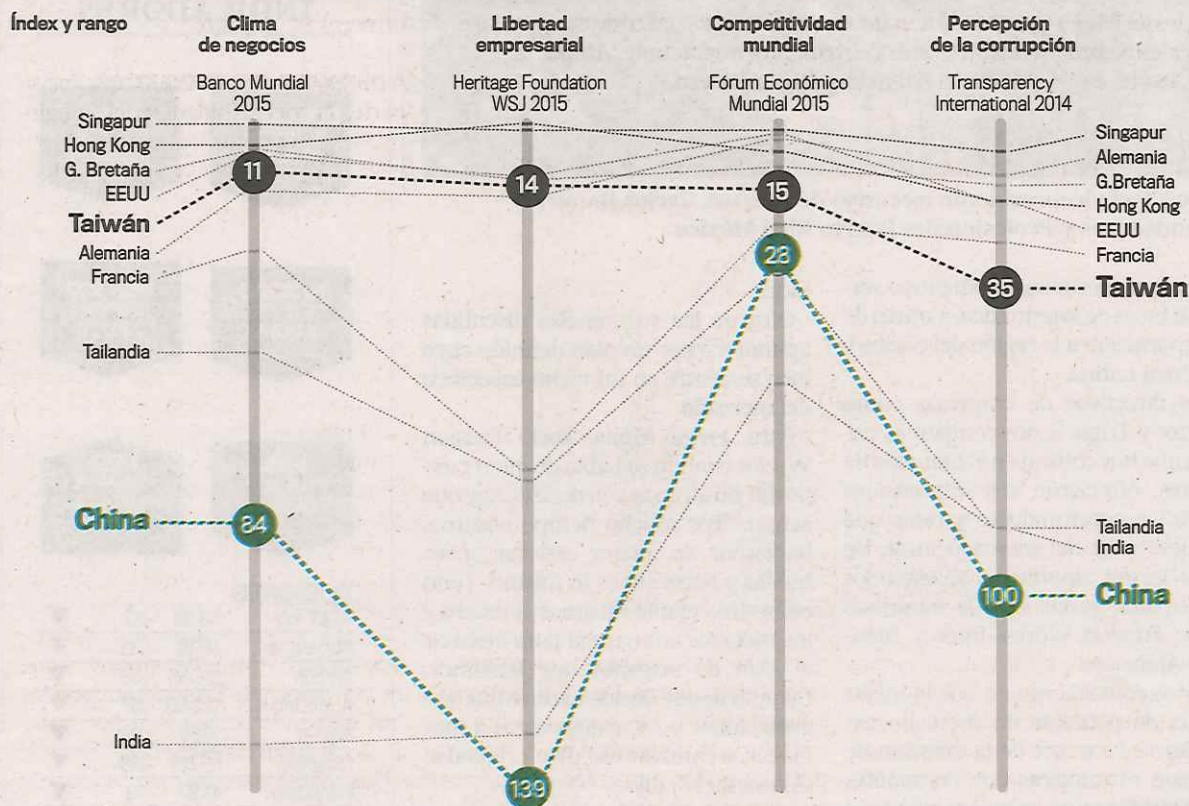 Índex y rango
Clima
de negocios
Banco Mundial
2015
Libertad
empresarial
Heritage Foundation
WSJ 2015
Competitividad
mundial
Fórum Económico
Mundial 2015
Percepción
de la corrupción
Transparency
International 2014
Singapur
Hong Kong
G. Bretaña
EEUU
Taiwán
Alemania
Francia
Tailandia
China
India
11
84
14
139
15
28
35
100
Singapur
Alemania
G.Bretaña
Hong Kong
EEUU
Francia
Taiwán
Tailandia
India
China